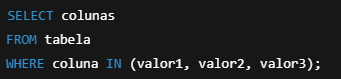 SELECT colunas
FROM tabela
WHERE coluna IN (valor1, valor2, valor3);